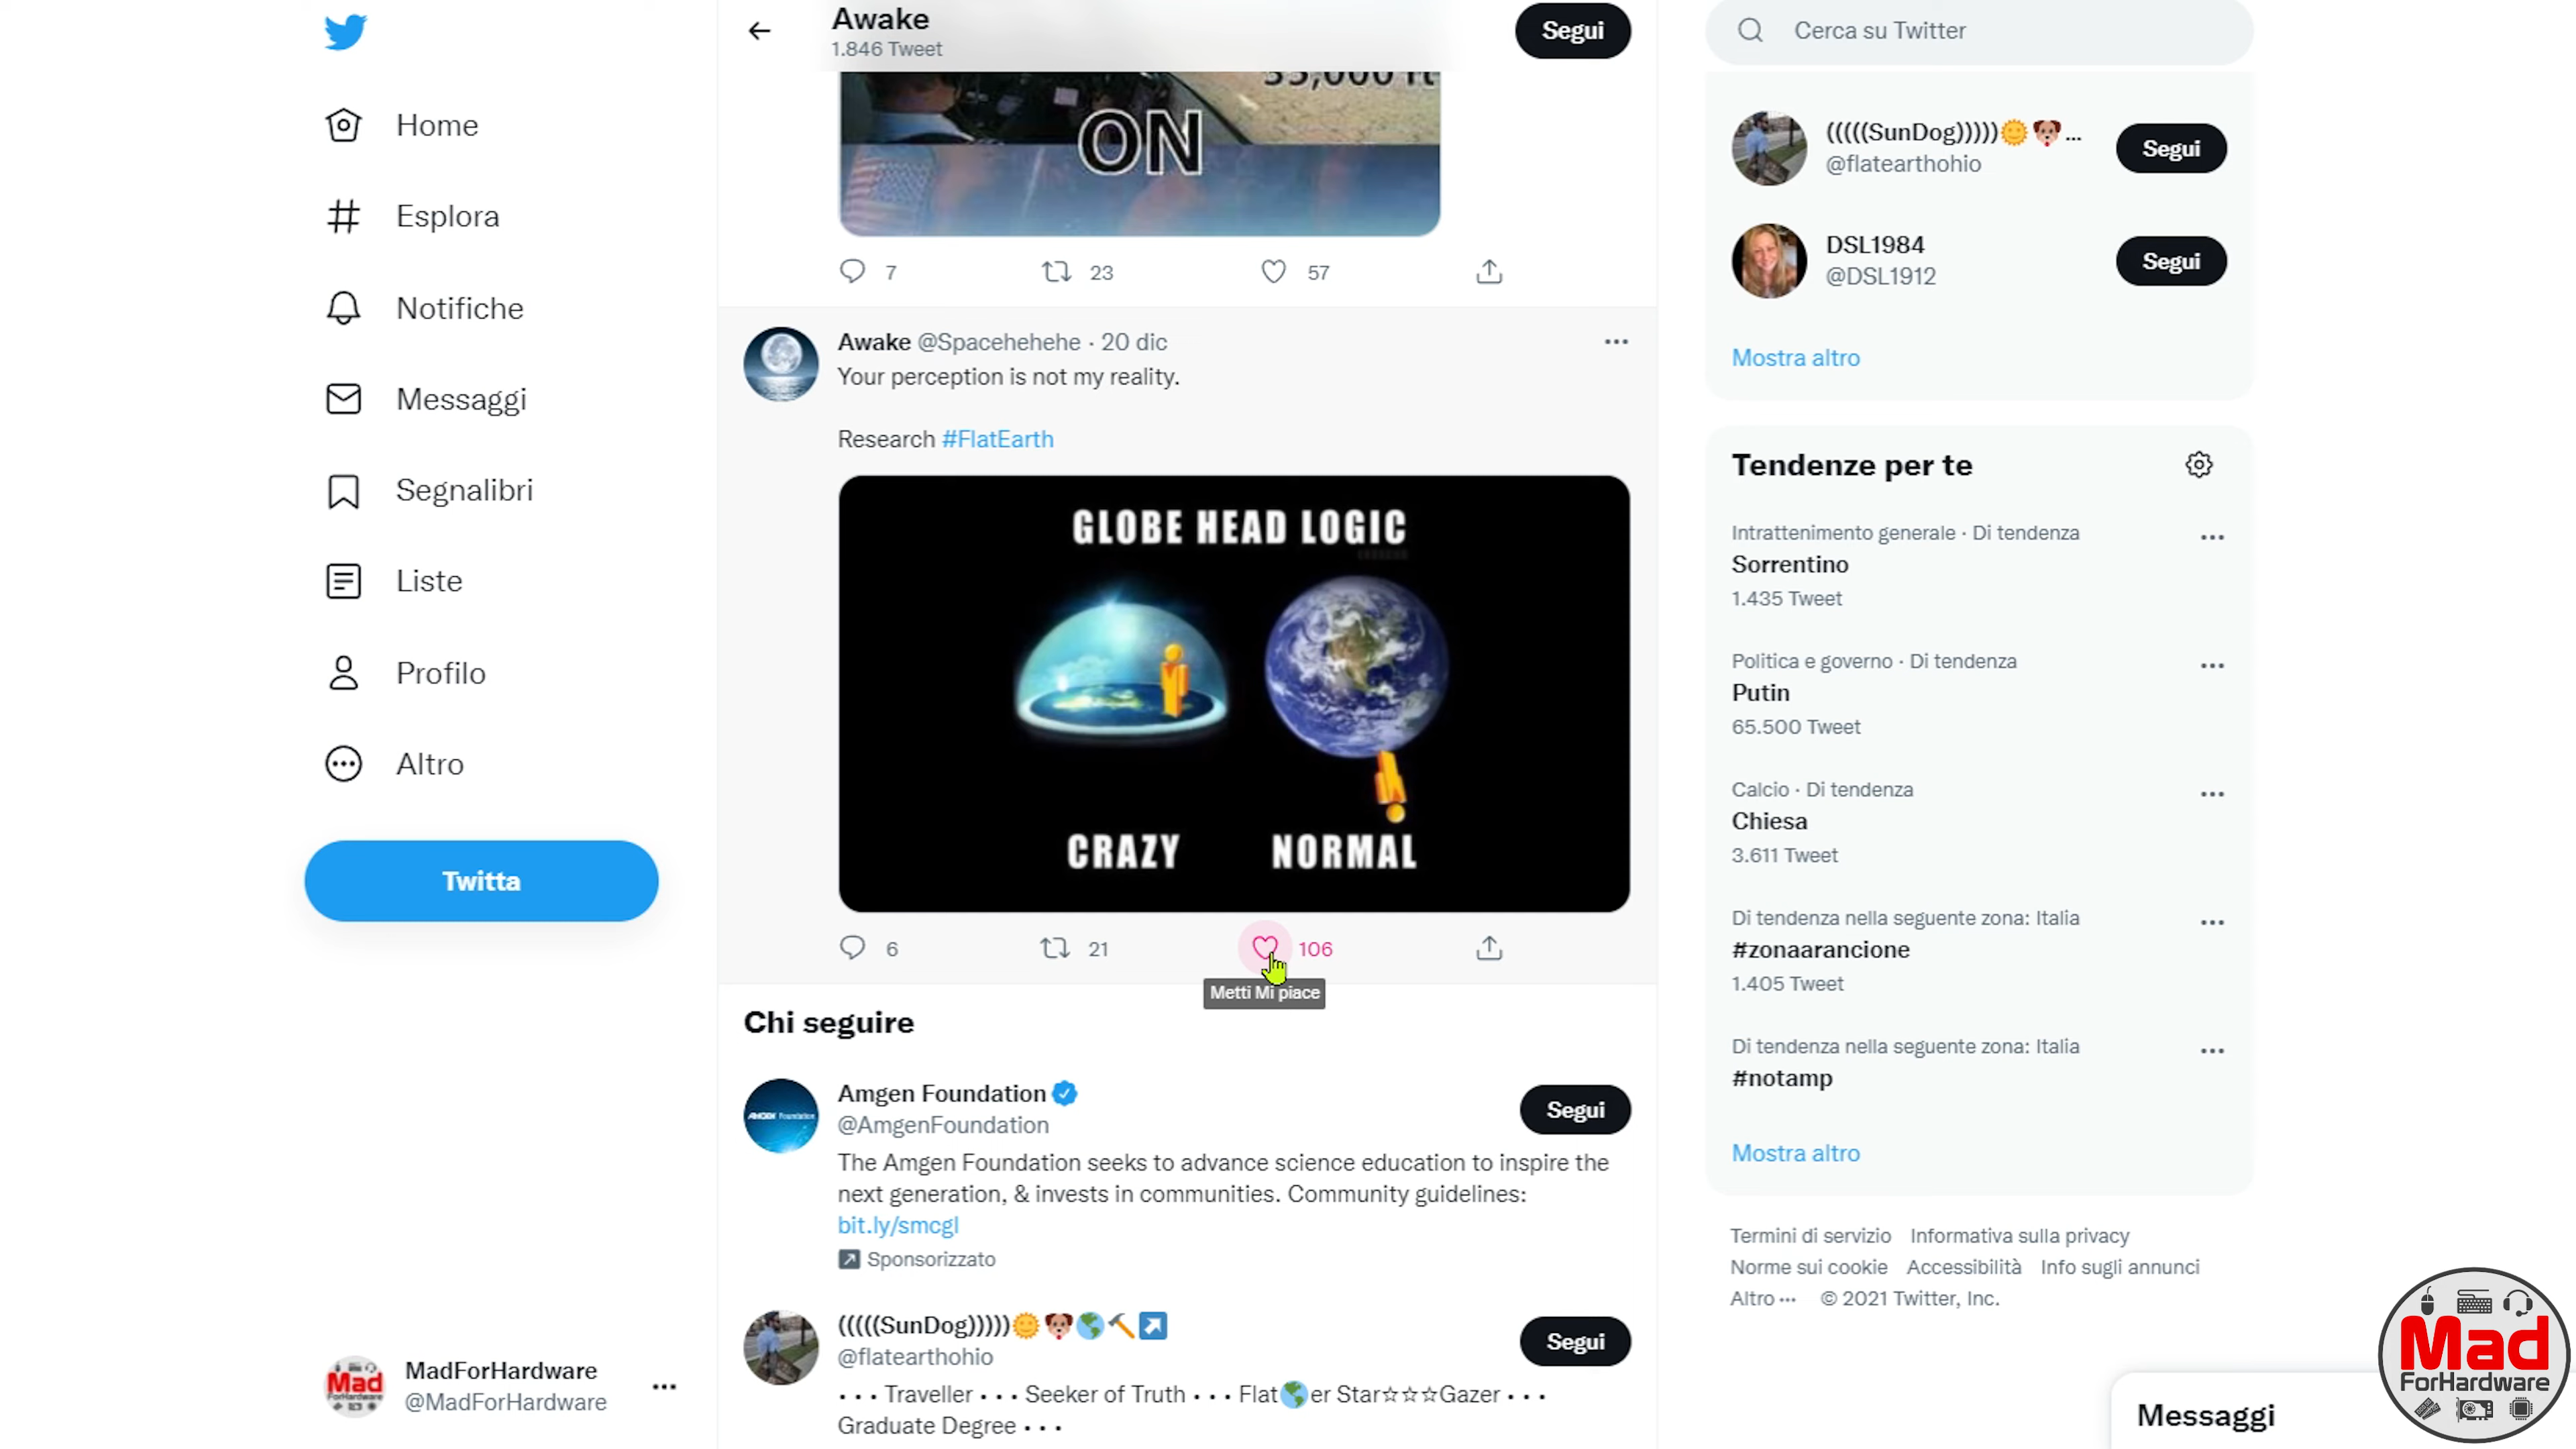 Home
Esplora
Notifiche
Messaggi
Segnalibri
Liste
Profilo
Altro
Twitta
MadForHardware
@MadForHardware
Awake
1.846 Tweet
Segui
35,000 ft
ON
7 23 57
Awake @Spacehehehe · 20 dic
Your perception is not my reality.
Research #FlatEarth
GLOBE HEAD LOGIC
CRAZY NORMAL
6 21 106
Metti Mi piace
Chi seguire
Amgen Foundation
@AmgenFoundation
Segui
The Amgen Foundation seeks to advance science education to inspire the
next generation, & invests in communities. Community guidelines:
bit.ly/smcgl
Sponsorizzato
(((((SunDog)))))🌞🐶🌎🔨↗
@flatearthohio
Segui
• • • Traveller • • • Seeker of Truth • • • Flat🌎er Star☆☆☆Gazer • • •
Graduate Degree • • •
Cerca su Twitter
(((((SunDog)))))🌞🐶...
@flatearthohio
Segui
DSL1984
@DSL1912
Segui
Mostra altro
Tendenze per te
Intrattenimento generale · Di tendenza
Sorrentino
1.435 Tweet
Politica e governo · Di tendenza
Putin
65.500 Tweet
Calcio · Di tendenza
Chiesa
3.611 Tweet
Di tendenza nella seguente zona: Italia
#zonaarancione
1.405 Tweet
Di tendenza nella seguente zona: Italia
#notamp
Mostra altro
Termini di servizio Informativa sulla privacy
Norme sui cookie Accessibilità Info sugli annunci
Altro ••• © 2021 Twitter, Inc.
Messaggi
Mad
ForHardware